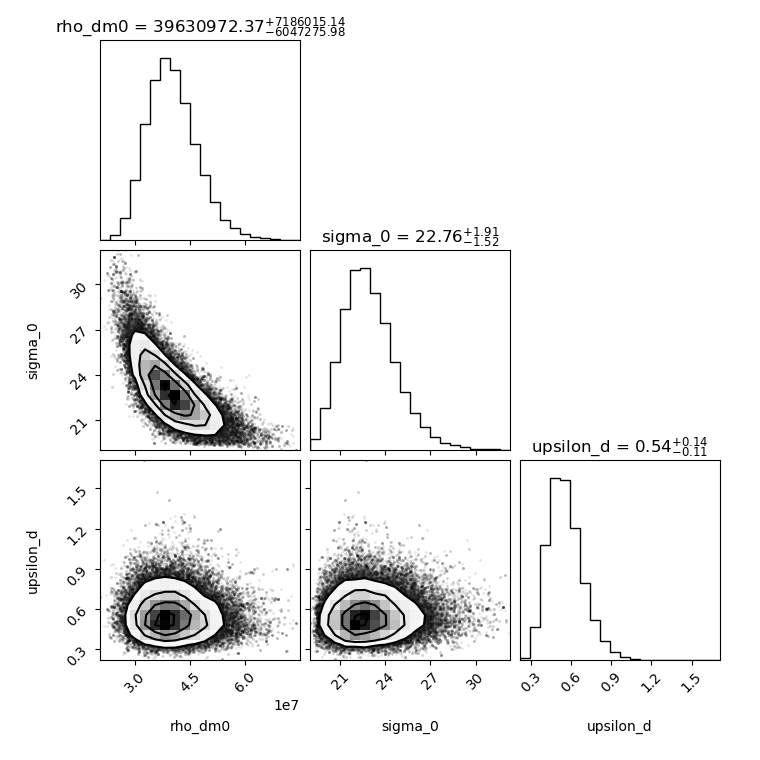 rho_dm0 = 39630972.37+7186015.14
−6047275.98
sigma_0 = 22.76+1.91
−1.52
sigma_0
30
27
24
21
upsilon_d = 0.54+0.14
−0.11
upsilon_d
1.5
1.2
0.9
0.6
0.3
3.0 4.5 6.0
1e7
21 24 27 30
0.3 0.6 0.9 1.2 1.5
rho_dm0 sigma_0 upsilon_d